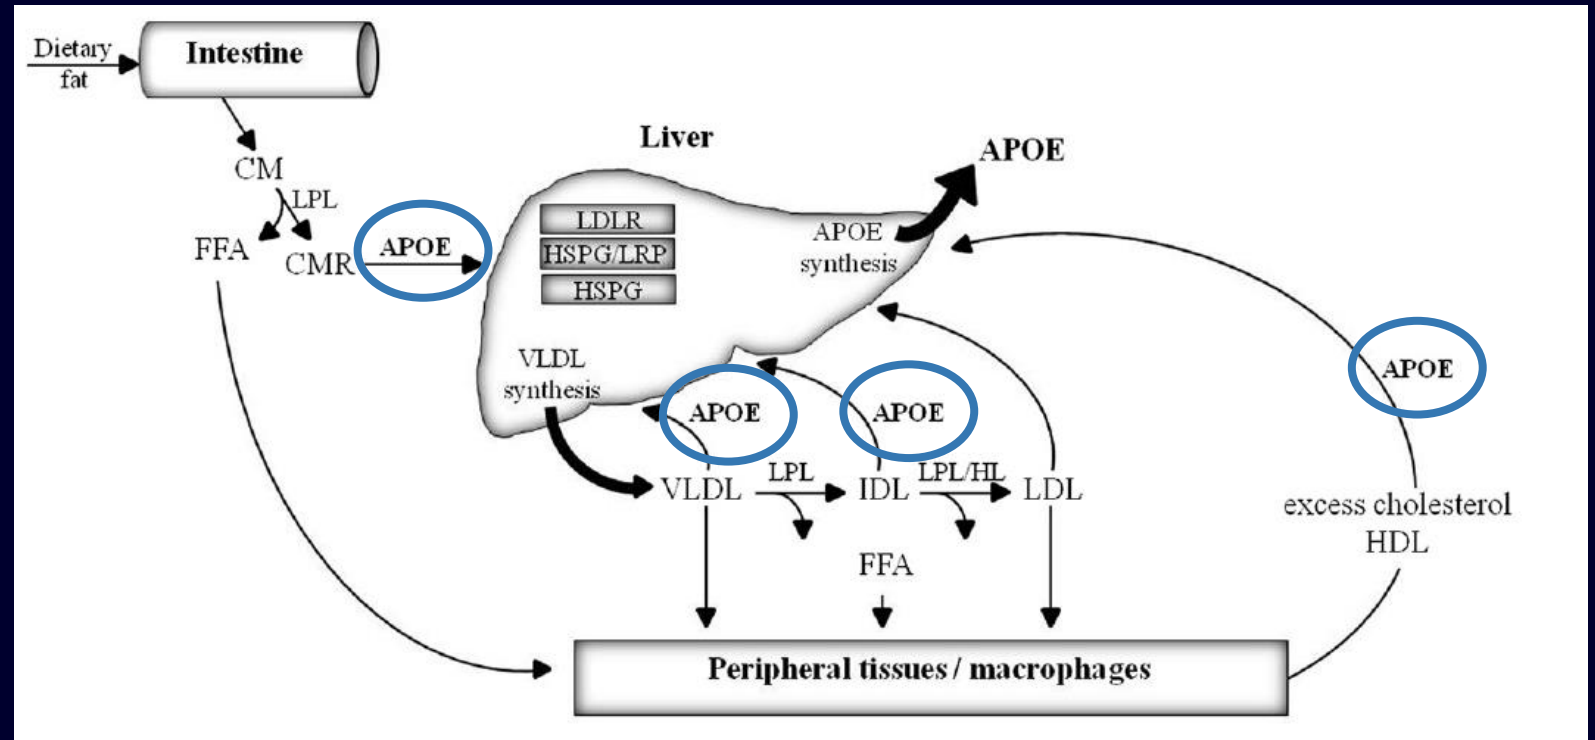 Dietary
fat
Intestine
CM
LPL
FFA
CMR
APOE
Liver
LDLR
HSPG/LRP
HSPG
APOE
synthesis
APOE
VLDL
synthesis
APOE
APOE
APOE
VLDL
LPL
IDL
LPL/HL
LDL
FFA
excess cholesterol
HDL
Peripheral tissues / macrophages